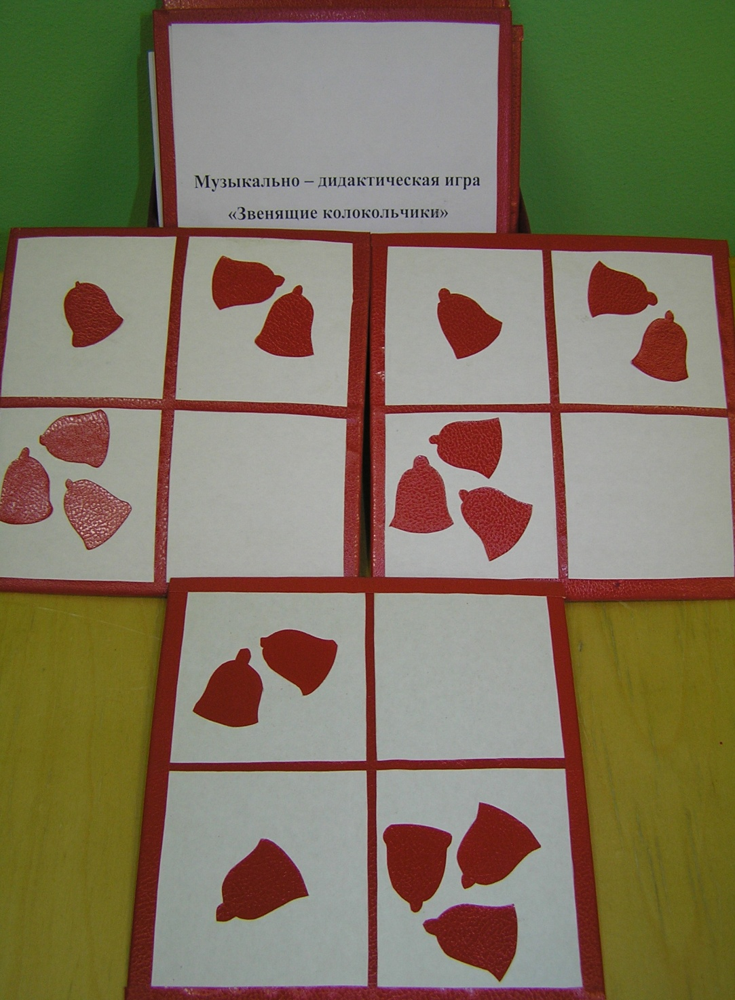 Музыкально – дидактическая игра
«Звенящие колокольчики»